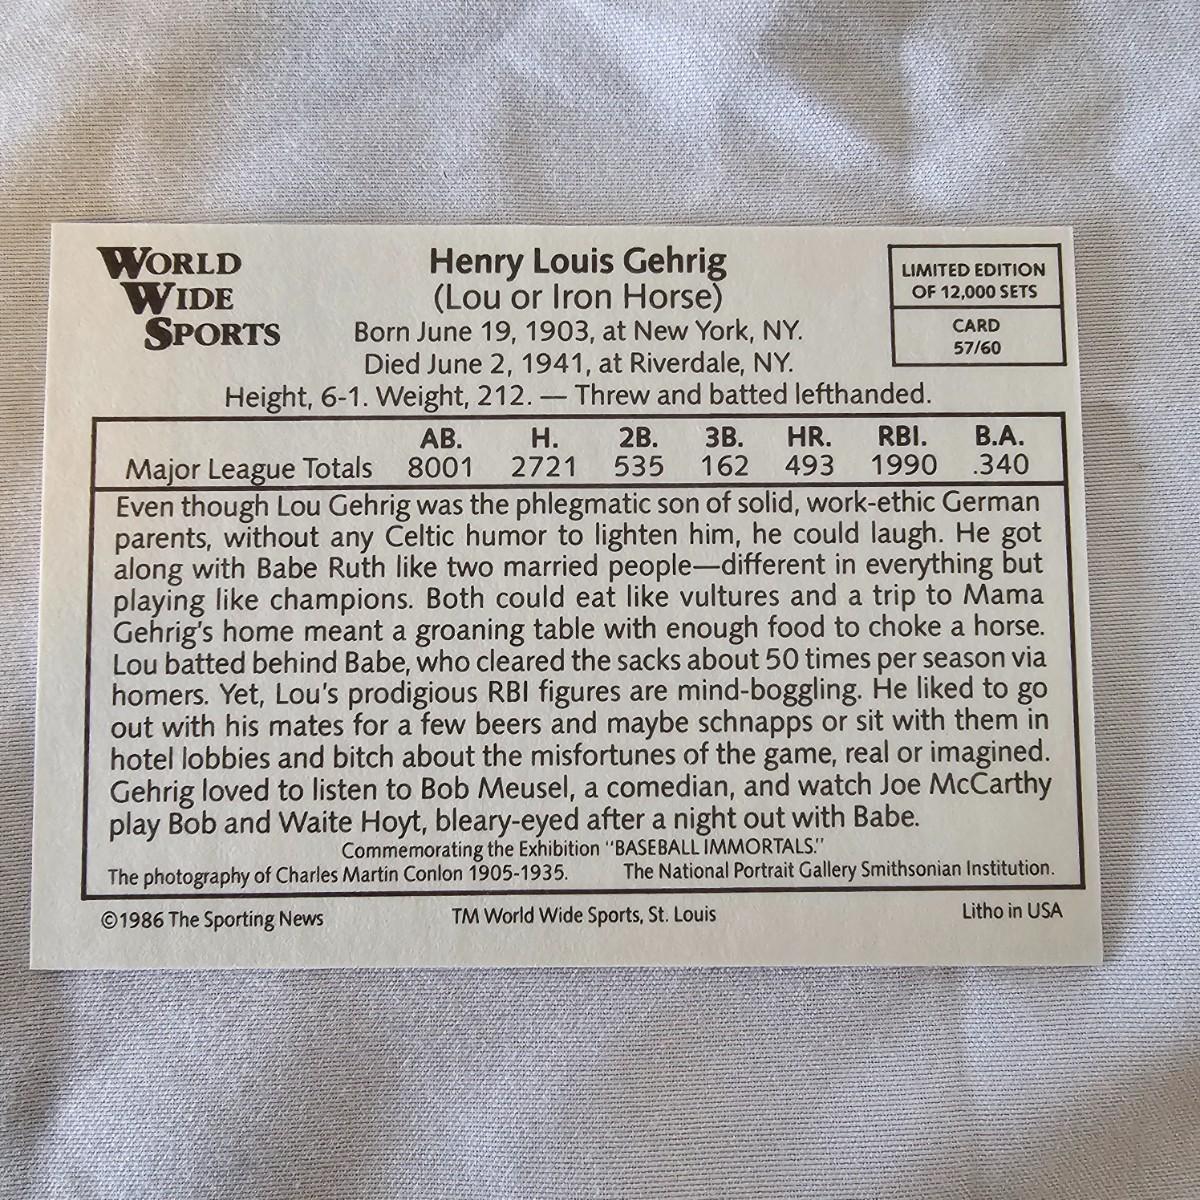 WORLD
WIDE
SPORTS
Henry Louis Gehrig
(Lou or Iron Horse)
Born June 19, 1903, at New York, NY.
Died June 2, 1941, at Riverdale, NY.
Height, 6-1. Weight, 212. — Threw and batted lefthanded.
LIMITED EDITION
OF 12,000 SETS
CARD
57/60
AB. H. 2B. 3B. HR. RBI. B.A.
Major League Totals 8001 2721 535 162 493 1990 .340
Even though Lou Gehrig was the phlegmatic son of solid, work-ethic German
parents, without any Celtic humor to lighten him, he could laugh. He got
along with Babe Ruth like two married people—different in everything but
playing like champions. Both could eat like vultures and a trip to Mama
Gehrig's home meant a groaning table with enough food to choke a horse.
Lou batted behind Babe, who cleared the sacks about 50 times per season via
homers. Yet, Lou's prodigious RBI figures are mind-boggling. He liked to go
out with his mates for a few beers and maybe schnapps or sit with them in
hotel lobbies and bitch about the misfortunes of the game, real or imagined.
Gehrig loved to listen to Bob Meusel, a comedian, and watch Joe McCarthy
play Bob and Waite Hoyt, bleary-eyed after a night out with Babe.
Commemorating the Exhibition "BASEBALL IMMORTALS."
The photography of Charles Martin Conlon 1905-1935. The National Portrait Gallery Smithsonian Institution.
©1986 The Sporting News TM World Wide Sports, St. Louis Litho in USA